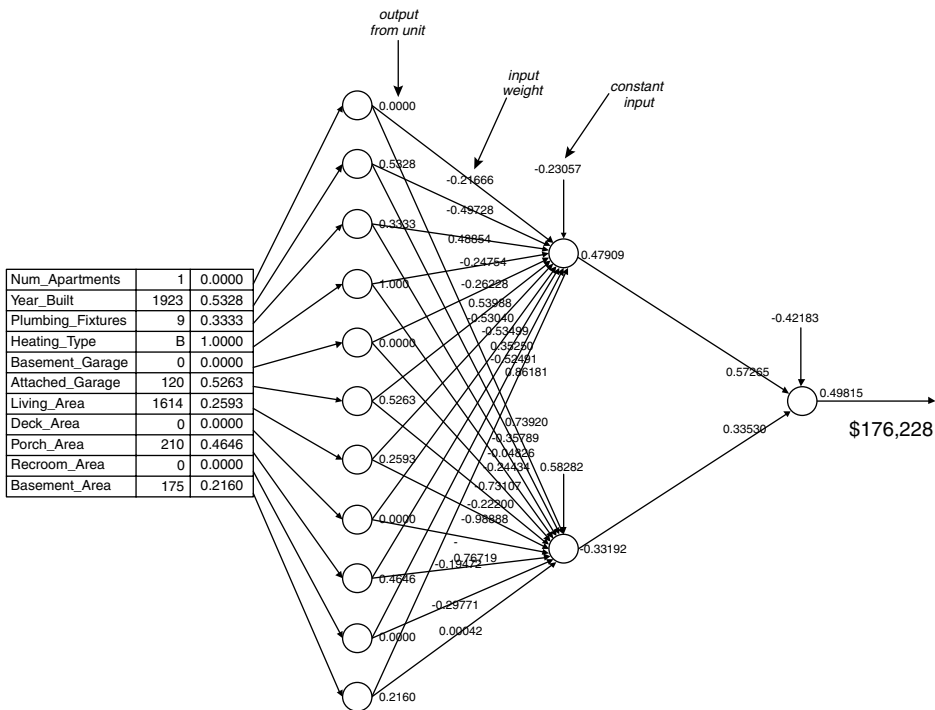 output
from unit
input
weight
constant
input
0.0000
0.5328
0.3333
1.000
0.0000
0.5263
0.2593
0.0000
0.4646
0.0000
0.2160
Num_Apartments 1 0.0000
Year_Built 1923 0.5328
Plumbing_Fixtures 9 0.3333
Heating_Type B 1.0000
Basement_Garage 0 0.0000
Attached_Garage 120 0.5263
Living_Area 1614 0.2593
Deck_Area 0 0.0000
Porch_Area 210 0.4646
Recroom_Area 0 0.0000
Basement_Area 175 0.2160
-0.21666
-0.49728
0.48854
-0.24754
-0.26228
0.53988
-0.53040
-0.53499
0.35250
-0.52491
0.86181
-0.23057
0.47909
0.73920
-0.35789
-0.04826
-0.24434
0.58282
-0.73107
-0.22200
-0.98888
-
0.76719
-0.19472
-0.29771
0.00042
-0.33192
-0.42183
0.57265
0.33530
0.49815
$176,228